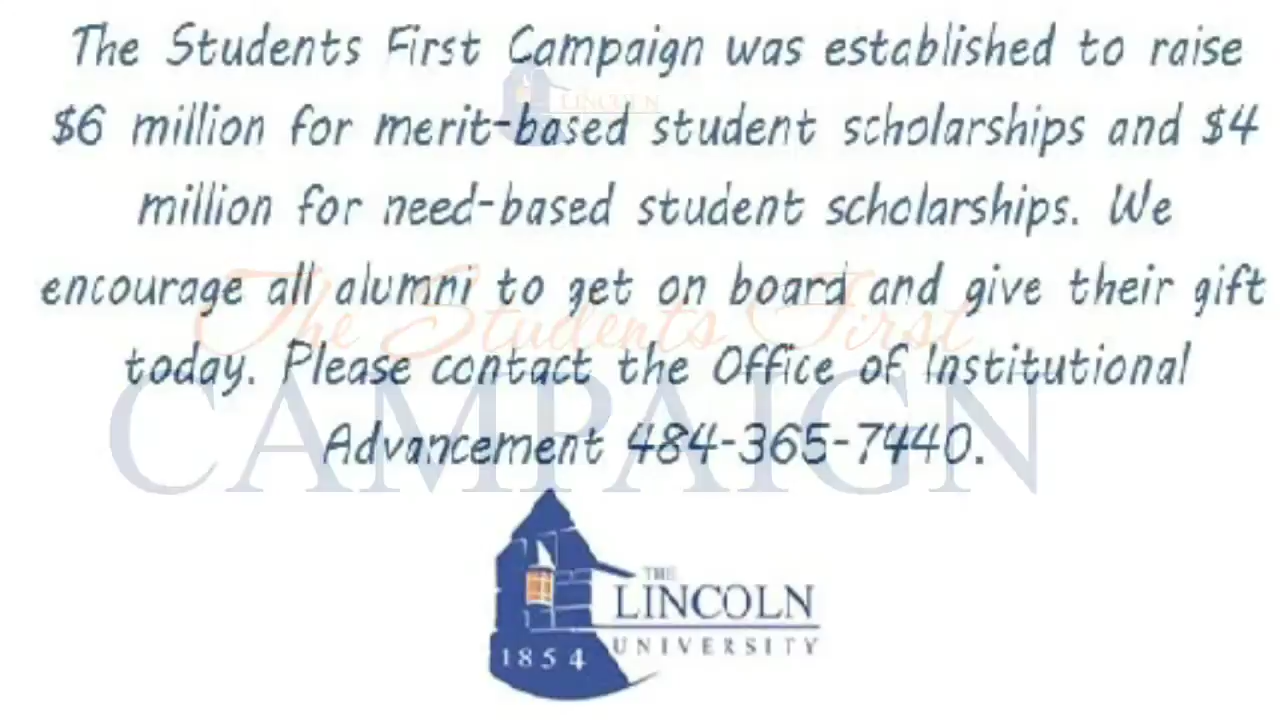 The Students First Campaign was established to raise
$6 million for merit-based student scholarships and $4
million for need-based student scholarships. We
encourage all alumni to get on board and give their gift
today. Please contact the Office of Institutional
Advancement 484-365-7440.
LINCOLN
The Students First
CAMPAIGN
THE
LINCOLN
UNIVERSITY
1854